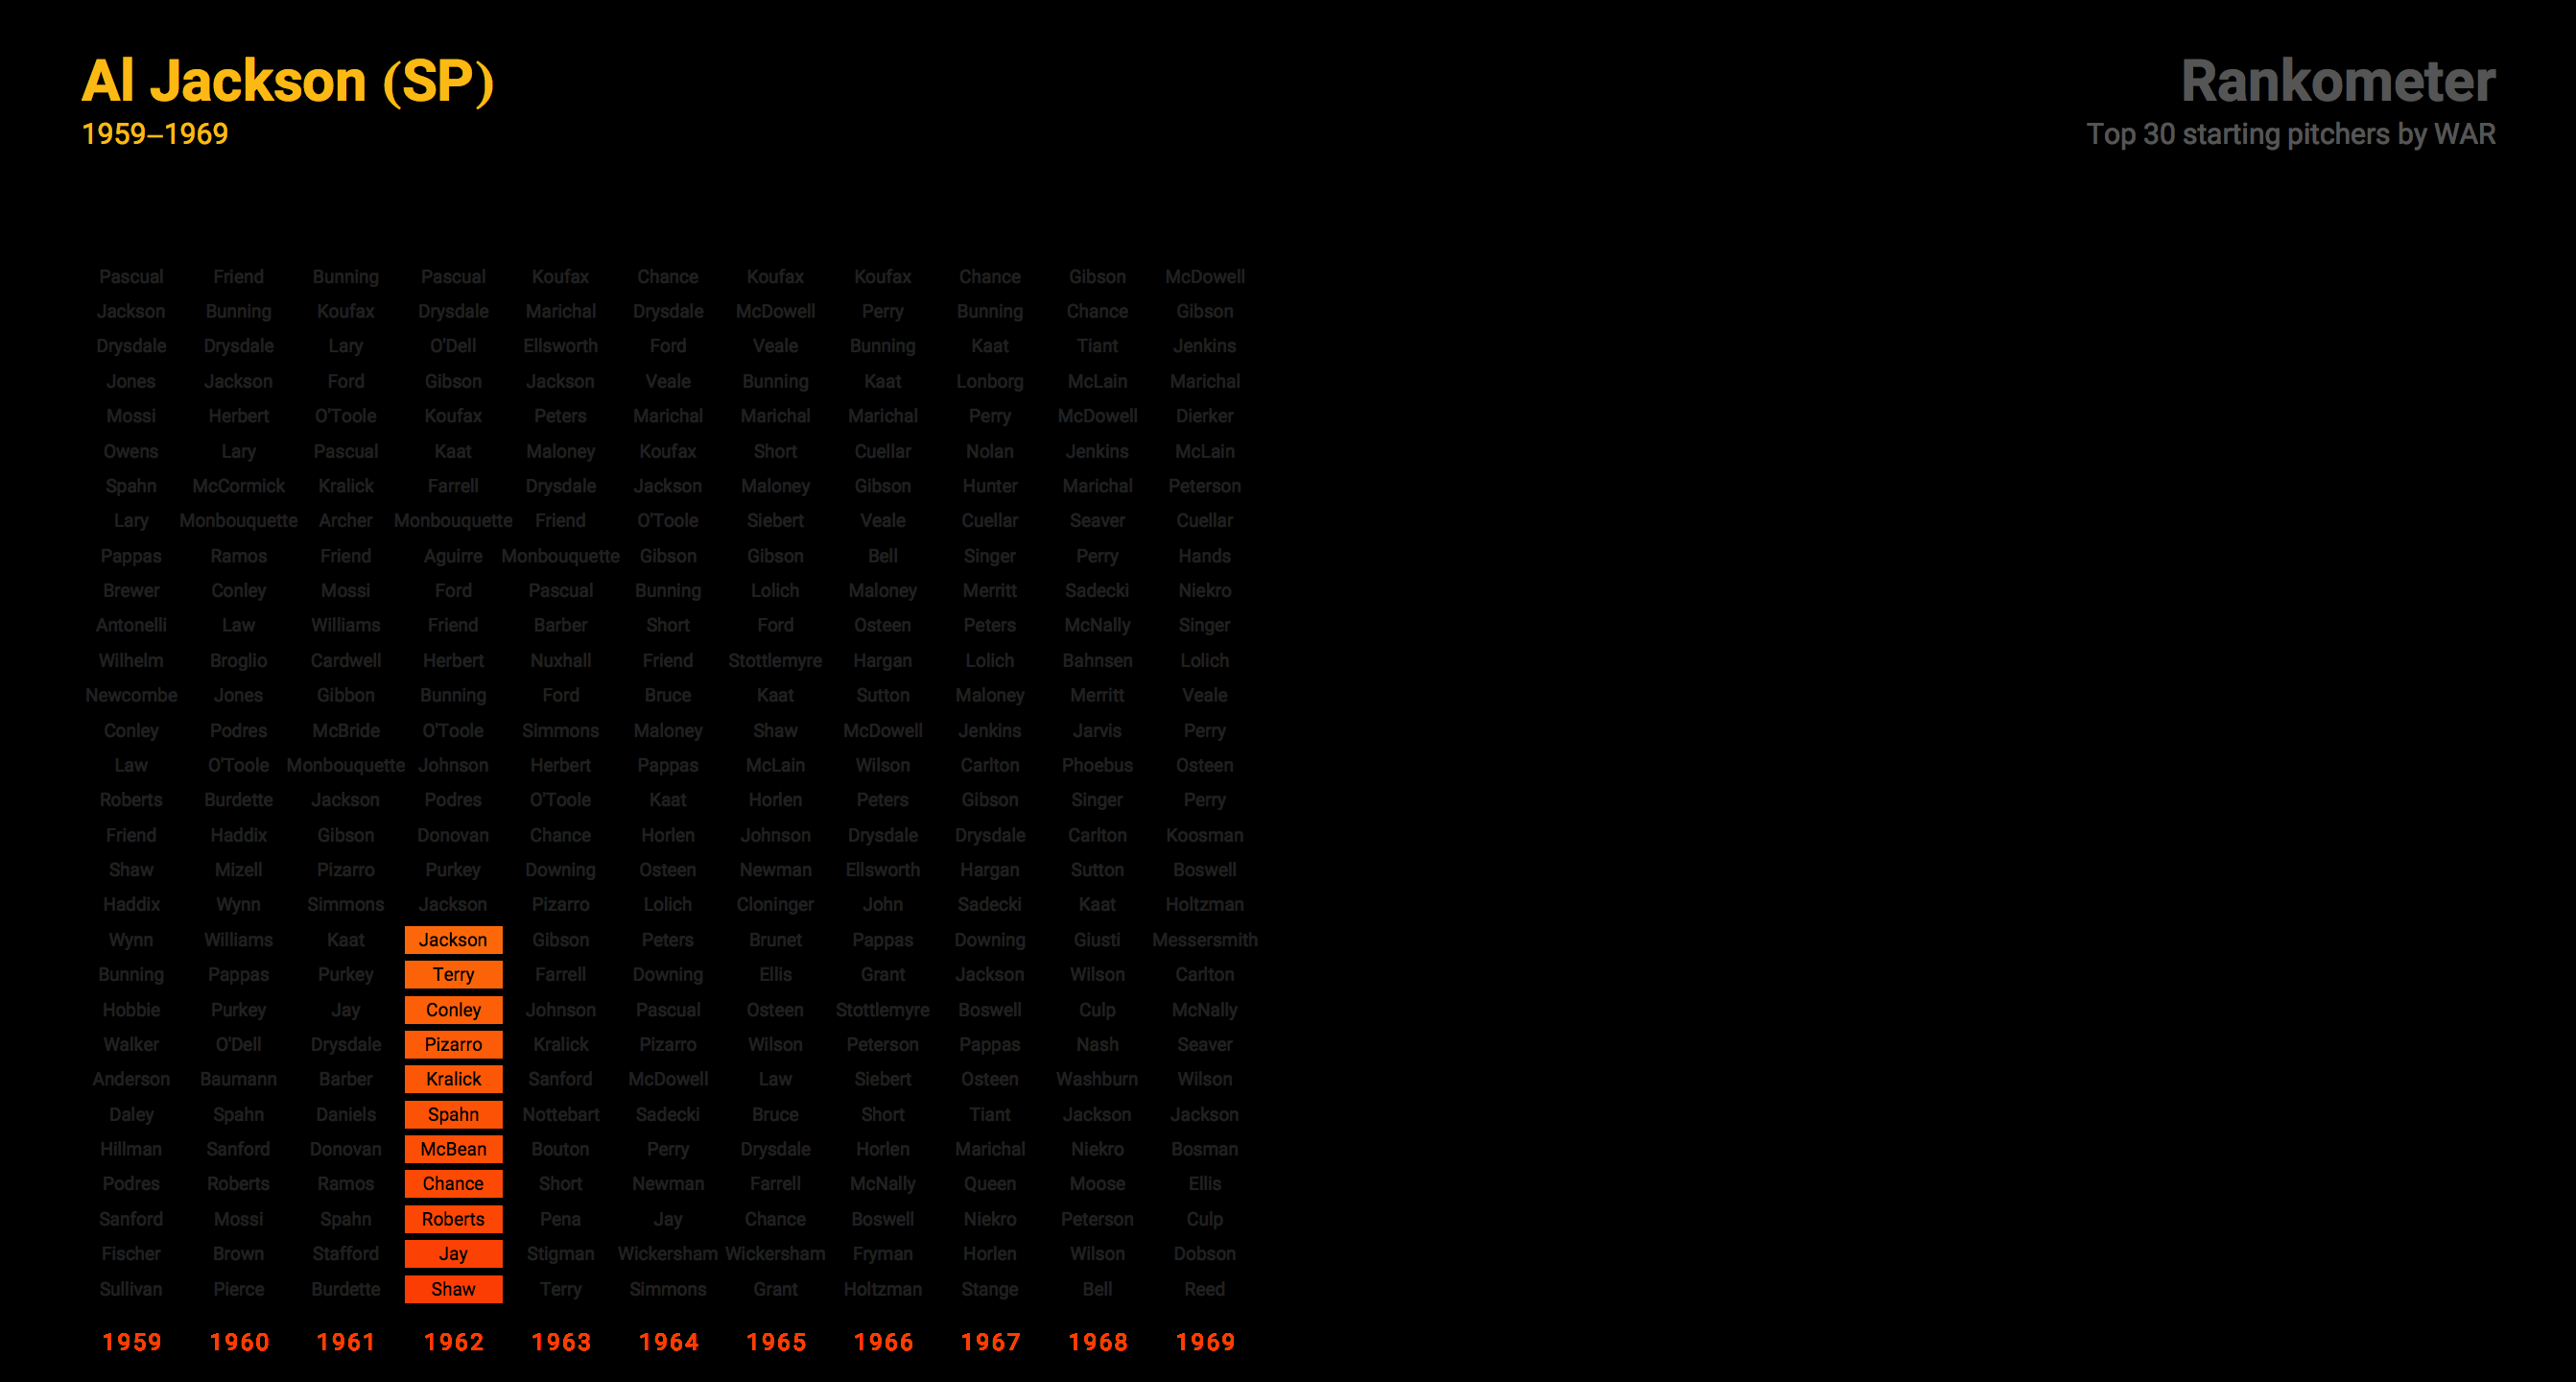 Al Jackson (SP)
1959–1969
Rankometer
Top 30 starting pitchers by WAR
Pascual Friend Bunning Pascual Koufax Chance Koufax Koufax Chance Gibson McDowell
Jackson Bunning Koufax Drysdale Marichal Drysdale McDowell Perry Bunning Chance Gibson
Drysdale Drysdale Lary O'Dell Ellsworth Ford Veale Bunning Kaat Tiant Jenkins
Jones Jackson Ford Gibson Jackson Veale Bunning Kaat Lonborg McLain Marichal
Mossi Herbert O'Toole Koufax Peters Marichal Marichal Marichal Perry McDowell Dierker
Owens Lary Pascual Kaat Maloney Koufax Short Cuellar Nolan Jenkins McLain
Spahn McCormick Kralick Farrell Drysdale Jackson Maloney Gibson Hunter Marichal Peterson
Lary Monbouquette Archer Monbouquette Friend O'Toole Siebert Veale Cuellar Seaver Cuellar
Pappas Ramos Friend Aguirre Monbouquette Gibson Gibson Bell Singer Perry Hands
Brewer Conley Mossi Ford Pascual Bunning Lolich Maloney Merritt Sadecki Niekro
Antonelli Law Williams Friend Barber Short Ford Osteen Peters McNally Singer
Wilhelm Broglio Cardwell Herbert Nuxhall Friend Stottlemyre Hargan Lolich Bahnsen Lolich
Newcombe Jones Gibbon Bunning Ford Bruce Kaat Sutton Maloney Merritt Veale
Conley Podres McBride O'Toole Simmons Maloney Shaw McDowell Jenkins Jarvis Perry
Law O'Toole Monbouquette Johnson Herbert Pappas McLain Wilson Carlton Phoebus Osteen
Roberts Burdette Jackson Podres O'Toole Kaat Horlen Peters Gibson Singer Perry
Friend Haddix Gibson Donovan Chance Horlen Johnson Drysdale Drysdale Carlton Koosman
Shaw Mizell Pizarro Purkey Downing Osteen Newman Ellsworth Hargan Sutton Boswell
Haddix Wynn Simmons Jackson Pizarro Lolich Cloninger John Sadecki Kaat Holtzman
Wynn Williams Kaat Jackson Gibson Peters Brunet Pappas Downing Giusti Messersmith
Bunning Pappas Purkey Terry Farrell Downing Ellis Grant Jackson Wilson Carlton
Hobbie Purkey Jay Conley Johnson Pascual Osteen Stottlemyre Boswell Culp McNally
Walker O'Dell Drysdale Pizarro Kralick Pizarro Wilson Peterson Pappas Nash Seaver
Anderson Baumann Barber Kralick Sanford McDowell Law Siebert Osteen Washburn Wilson
Daley Spahn Daniels Spahn Nottebart Sadecki Bruce Short Tiant Jackson Jackson
Hillman Sanford Donovan McBean Bouton Perry Drysdale Horlen Marichal Niekro Bosman
Podres Roberts Ramos Chance Short Newman Farrell McNally Queen Moose Ellis
Sanford Mossi Spahn Roberts Pena Jay Chance Boswell Niekro Peterson Culp
Fischer Brown Stafford Jay Stigman Wickersham Wickersham Fryman Horlen Wilson Dobson
Sullivan Pierce Burdette Shaw Terry Simmons Grant Holtzman Stange Bell Reed
1959 1960 1961 1962 1963 1964 1965 1966 1967 1968 1969